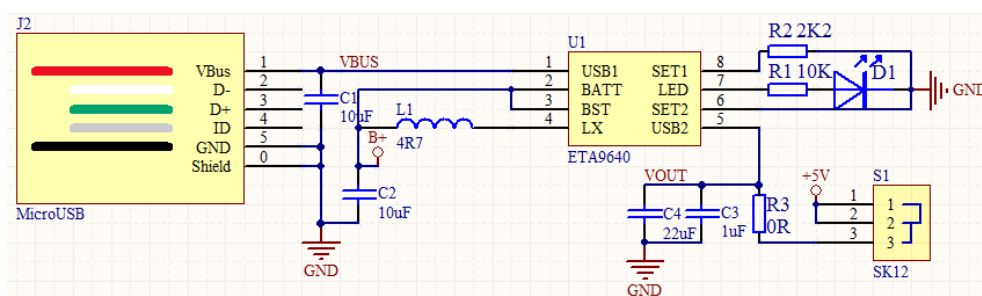 J2
VBus 1
D- 2
D+ 3
ID 4
GND 5
Shield 0
MicroUSB
VBUS
C1
10uF
B+
L1
4R7
C2
10uF
GND
U1
1 USB1 SET1 8
2 BATT LED 7
3 BST SET2 6
4 LX USB2 5
ETA9640
R2 2K2
R1 10K
D1
GND
VOUT
C4
22uF
C3
1uF
R3
0R
GND
+5V
S1
1 1
2 2
3 3
SK12